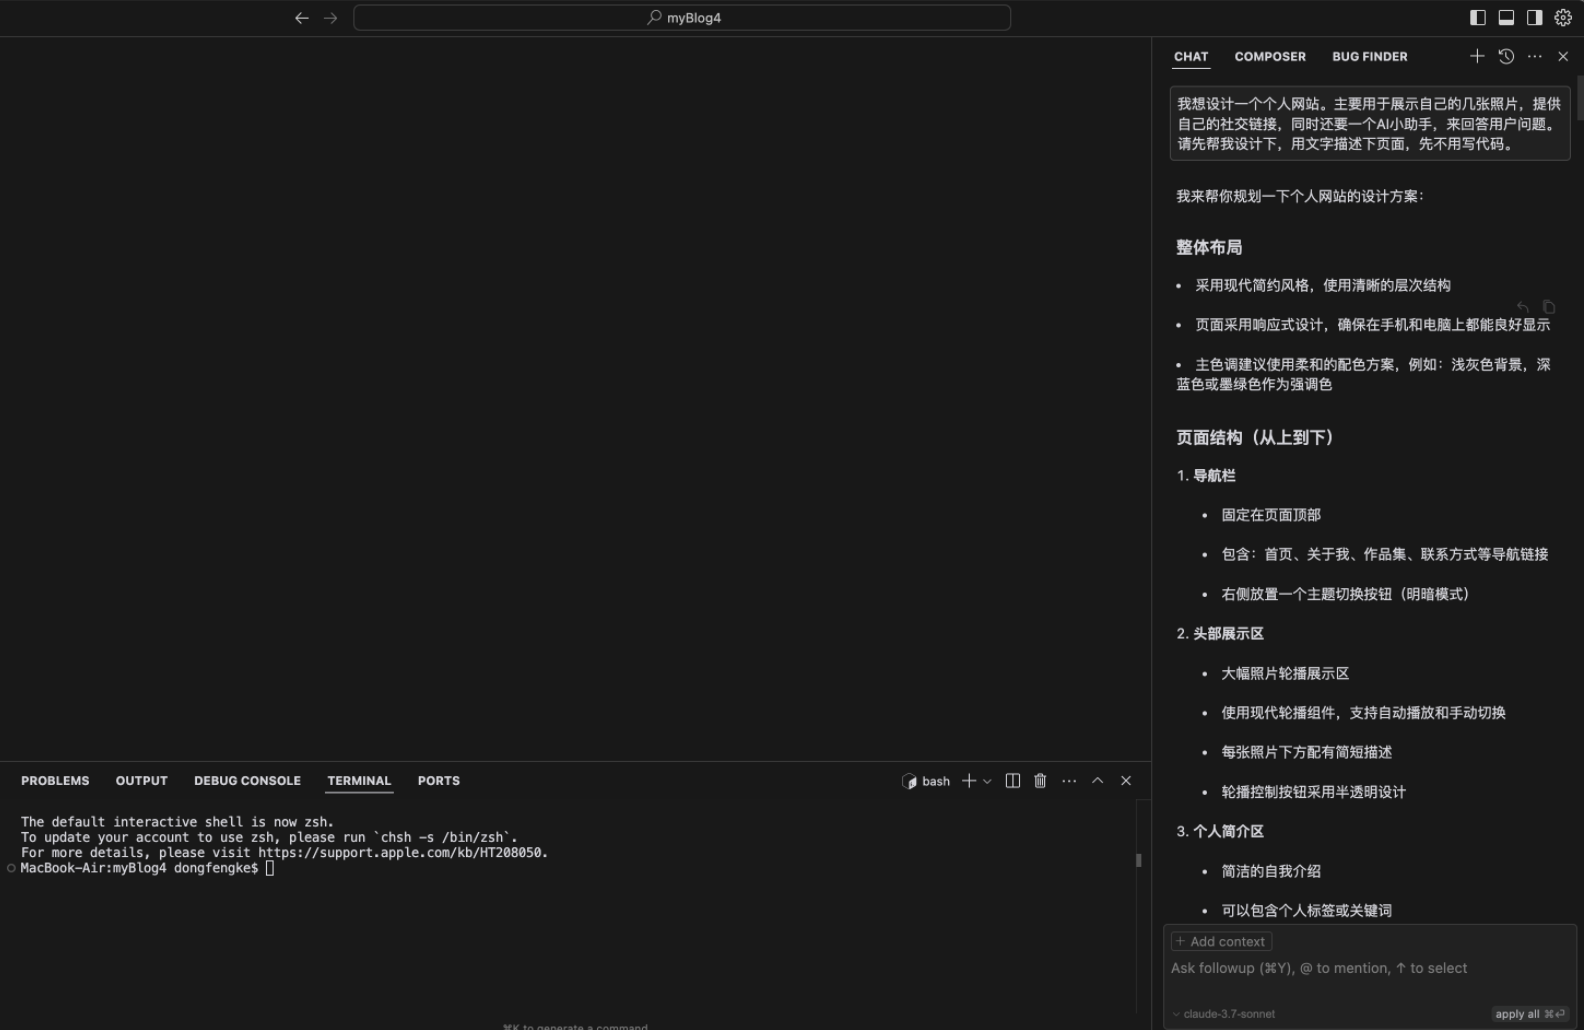 myBlog4
CHAT COMPOSER BUG FINDER
我想设计一个个人网站。主要用于展示自己的几张照片，提供
自己的社交链接，同时还要一个AI小助手，来回答用户问题。
请先帮我设计下，用文字描述下页面，先不用写代码。
我来帮你规划一下个人网站的设计方案：
整体布局
• 采用现代简约风格，使用清晰的层次结构
• 页面采用响应式设计，确保在手机和电脑上都能良好显示
• 主色调建议使用柔和的配色方案，例如：浅灰色背景，深
蓝色或墨绿色作为强调色
页面结构（从上到下）
1. 导航栏
• 固定在页面顶部
• 包含：首页、关于我、作品集、联系方式等导航链接
• 右侧放置一个主题切换按钮（明暗模式）
2. 头部展示区
• 大幅照片轮播展示区
• 使用现代轮播组件，支持自动播放和手动切换
• 每张照片下方配有简短描述
• 轮播控制按钮采用半透明设计
3. 个人简介区
• 简洁的自我介绍
• 可以包含个人标签或关键词
+ Add context
Ask followup (⌘Y), @ to mention, ↑ to select
claude-3.7-sonnet apply all ⌘⏎
PROBLEMS OUTPUT DEBUG CONSOLE TERMINAL PORTS bash
The default interactive shell is now zsh.
To update your account to use zsh, please run `chsh -s /bin/zsh`.
For more details, please visit https://support.apple.com/kb/HT208050.
MacBook-Air:myBlog4 dongfengke$
⌘K to generate a command